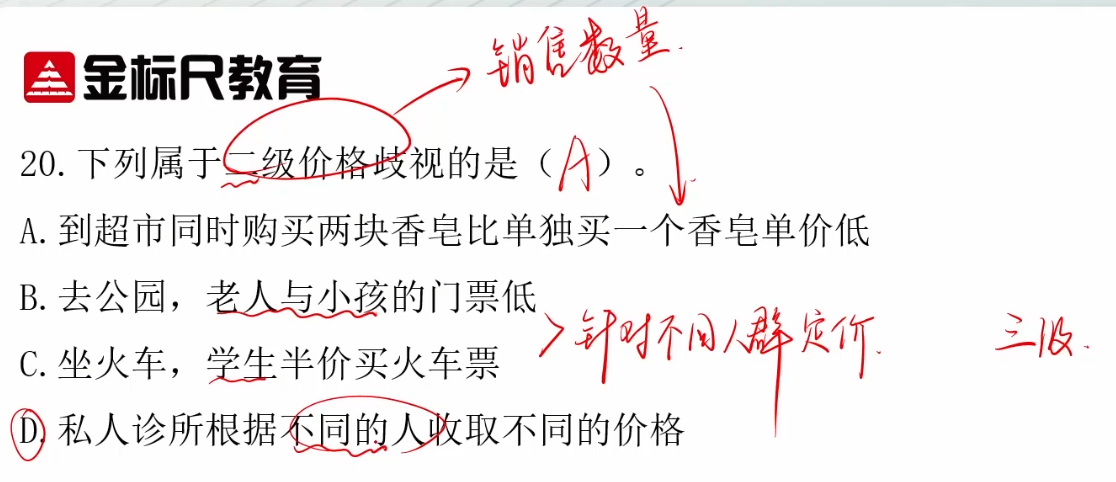 销售数量
金标尺教育
20.下列属于二级价格歧视的是（A）。
A.到超市同时购买两块香皂比单独买一个香皂单价低
B.去公园，老人与小孩的门票低
针对不同人群定价 三级
C.坐火车，学生半价买火车票
D.私人诊所根据不同的人收取不同的价格